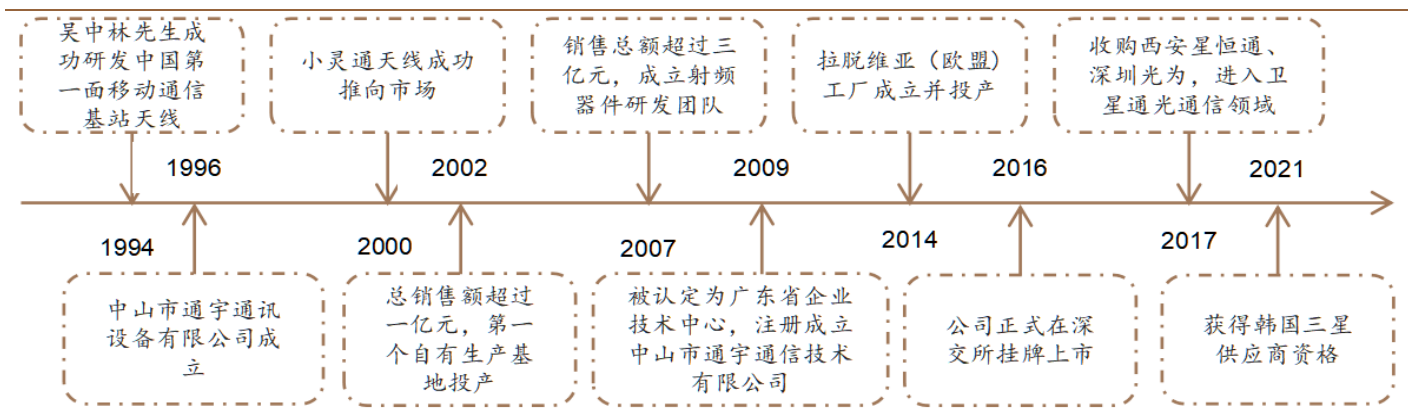 吴中林先生成
功研发中国第
一面移动通信
基站天线
小灵通天线成功
推向市场
销售总额超过三
亿元，成立射频
器件研发团队
拉脱维亚（欧盟）
工厂成立并投产
收购西安星恒通、
深圳光为，进入卫
星通光通信领域
1996
2002
2009
2016
2021
1994
2000
2007
2014
2017
中山市通宇通讯
设备有限公司成
立
总销售额超过
一亿元，第一
个自有生产基
地投产
被认定为广东省企业
技术中心，注册成立
中山市通宇通信技术
有限公司
公司正式在深
交所挂牌上市
获得韩国三星
供应商资格